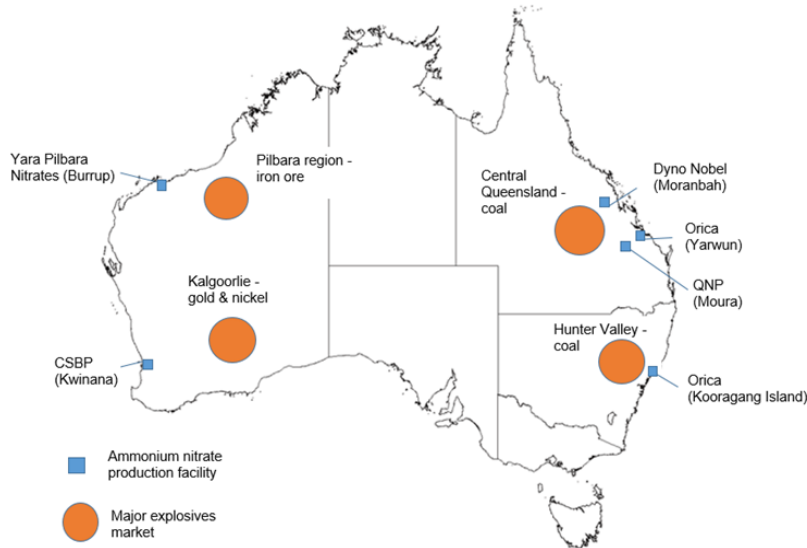 Yara Pilbara
Nitrates (Burrup)
Pilbara region -
iron ore
Central
Queensland -
coal
Dyno Nobel
(Moranbah)
Orica
(Yarwun)
QNP
(Moura)
Kalgoorlie -
gold & nickel
Hunter Valley -
coal
CSBP
(Kwinana)
Orica
(Kooragang Island)
Ammonium nitrate
production facility
Major explosives
market